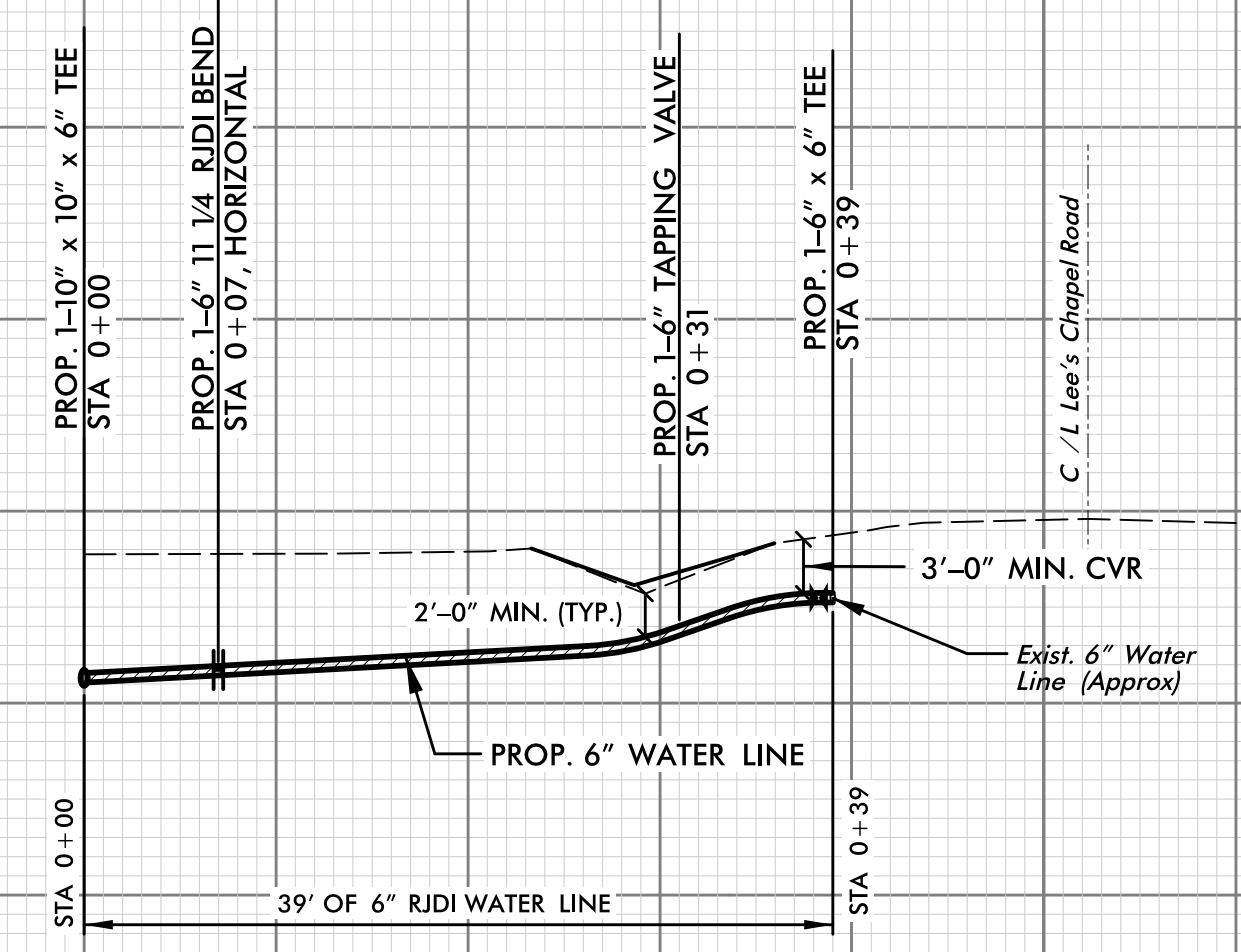 PROP. 1–10" x 10" x 6" TEE
STA 0+00
PROP. 1–6" 11 1/4 RJDI BEND
STA 0+07, HORIZONTAL
PROP. 1–6" TAPPING VALVE
STA 0+31
PROP. 1–6" x 6" TEE
STA 0+39
C / L Lee's Chapel Road
3'–0" MIN. CVR
2'–0" MIN. (TYP.)
Exist. 6" Water
Line (Approx)
PROP. 6" WATER LINE
STA 0+00
STA 0+39
39' OF 6" RJDI WATER LINE